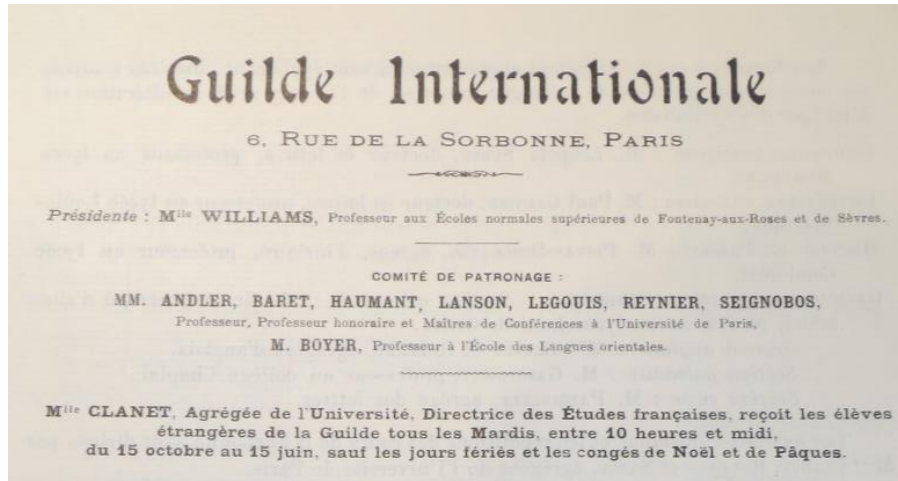 Guilde Internationale
6, RUE DE LA SORBONNE, PARIS
Présidente : Mlle WILLIAMS, Professeur aux Écoles normales supérieures de Fontenay-aux-Roses et de Sèvres.
COMITÉ DE PATRONAGE :
MM. ANDLER, BARET, HAUMANT, LANSON, LEGOUIS, REYNIER, SEIGNOBOS,
Professeur, Professeur honoraire et Maîtres de Conférences à l'Université de Paris,
M. BOYER, Professeur à l'École des Langues orientales.
Mlle CLANET, Agrégée de l'Université, Directrice des Études françaises, reçoit les élèves
étrangères de la Guilde tous les Mardis, entre 10 heures et midi,
du 15 octobre au 15 juin, sauf les jours fériés et les congés de Noël et de Pâques.